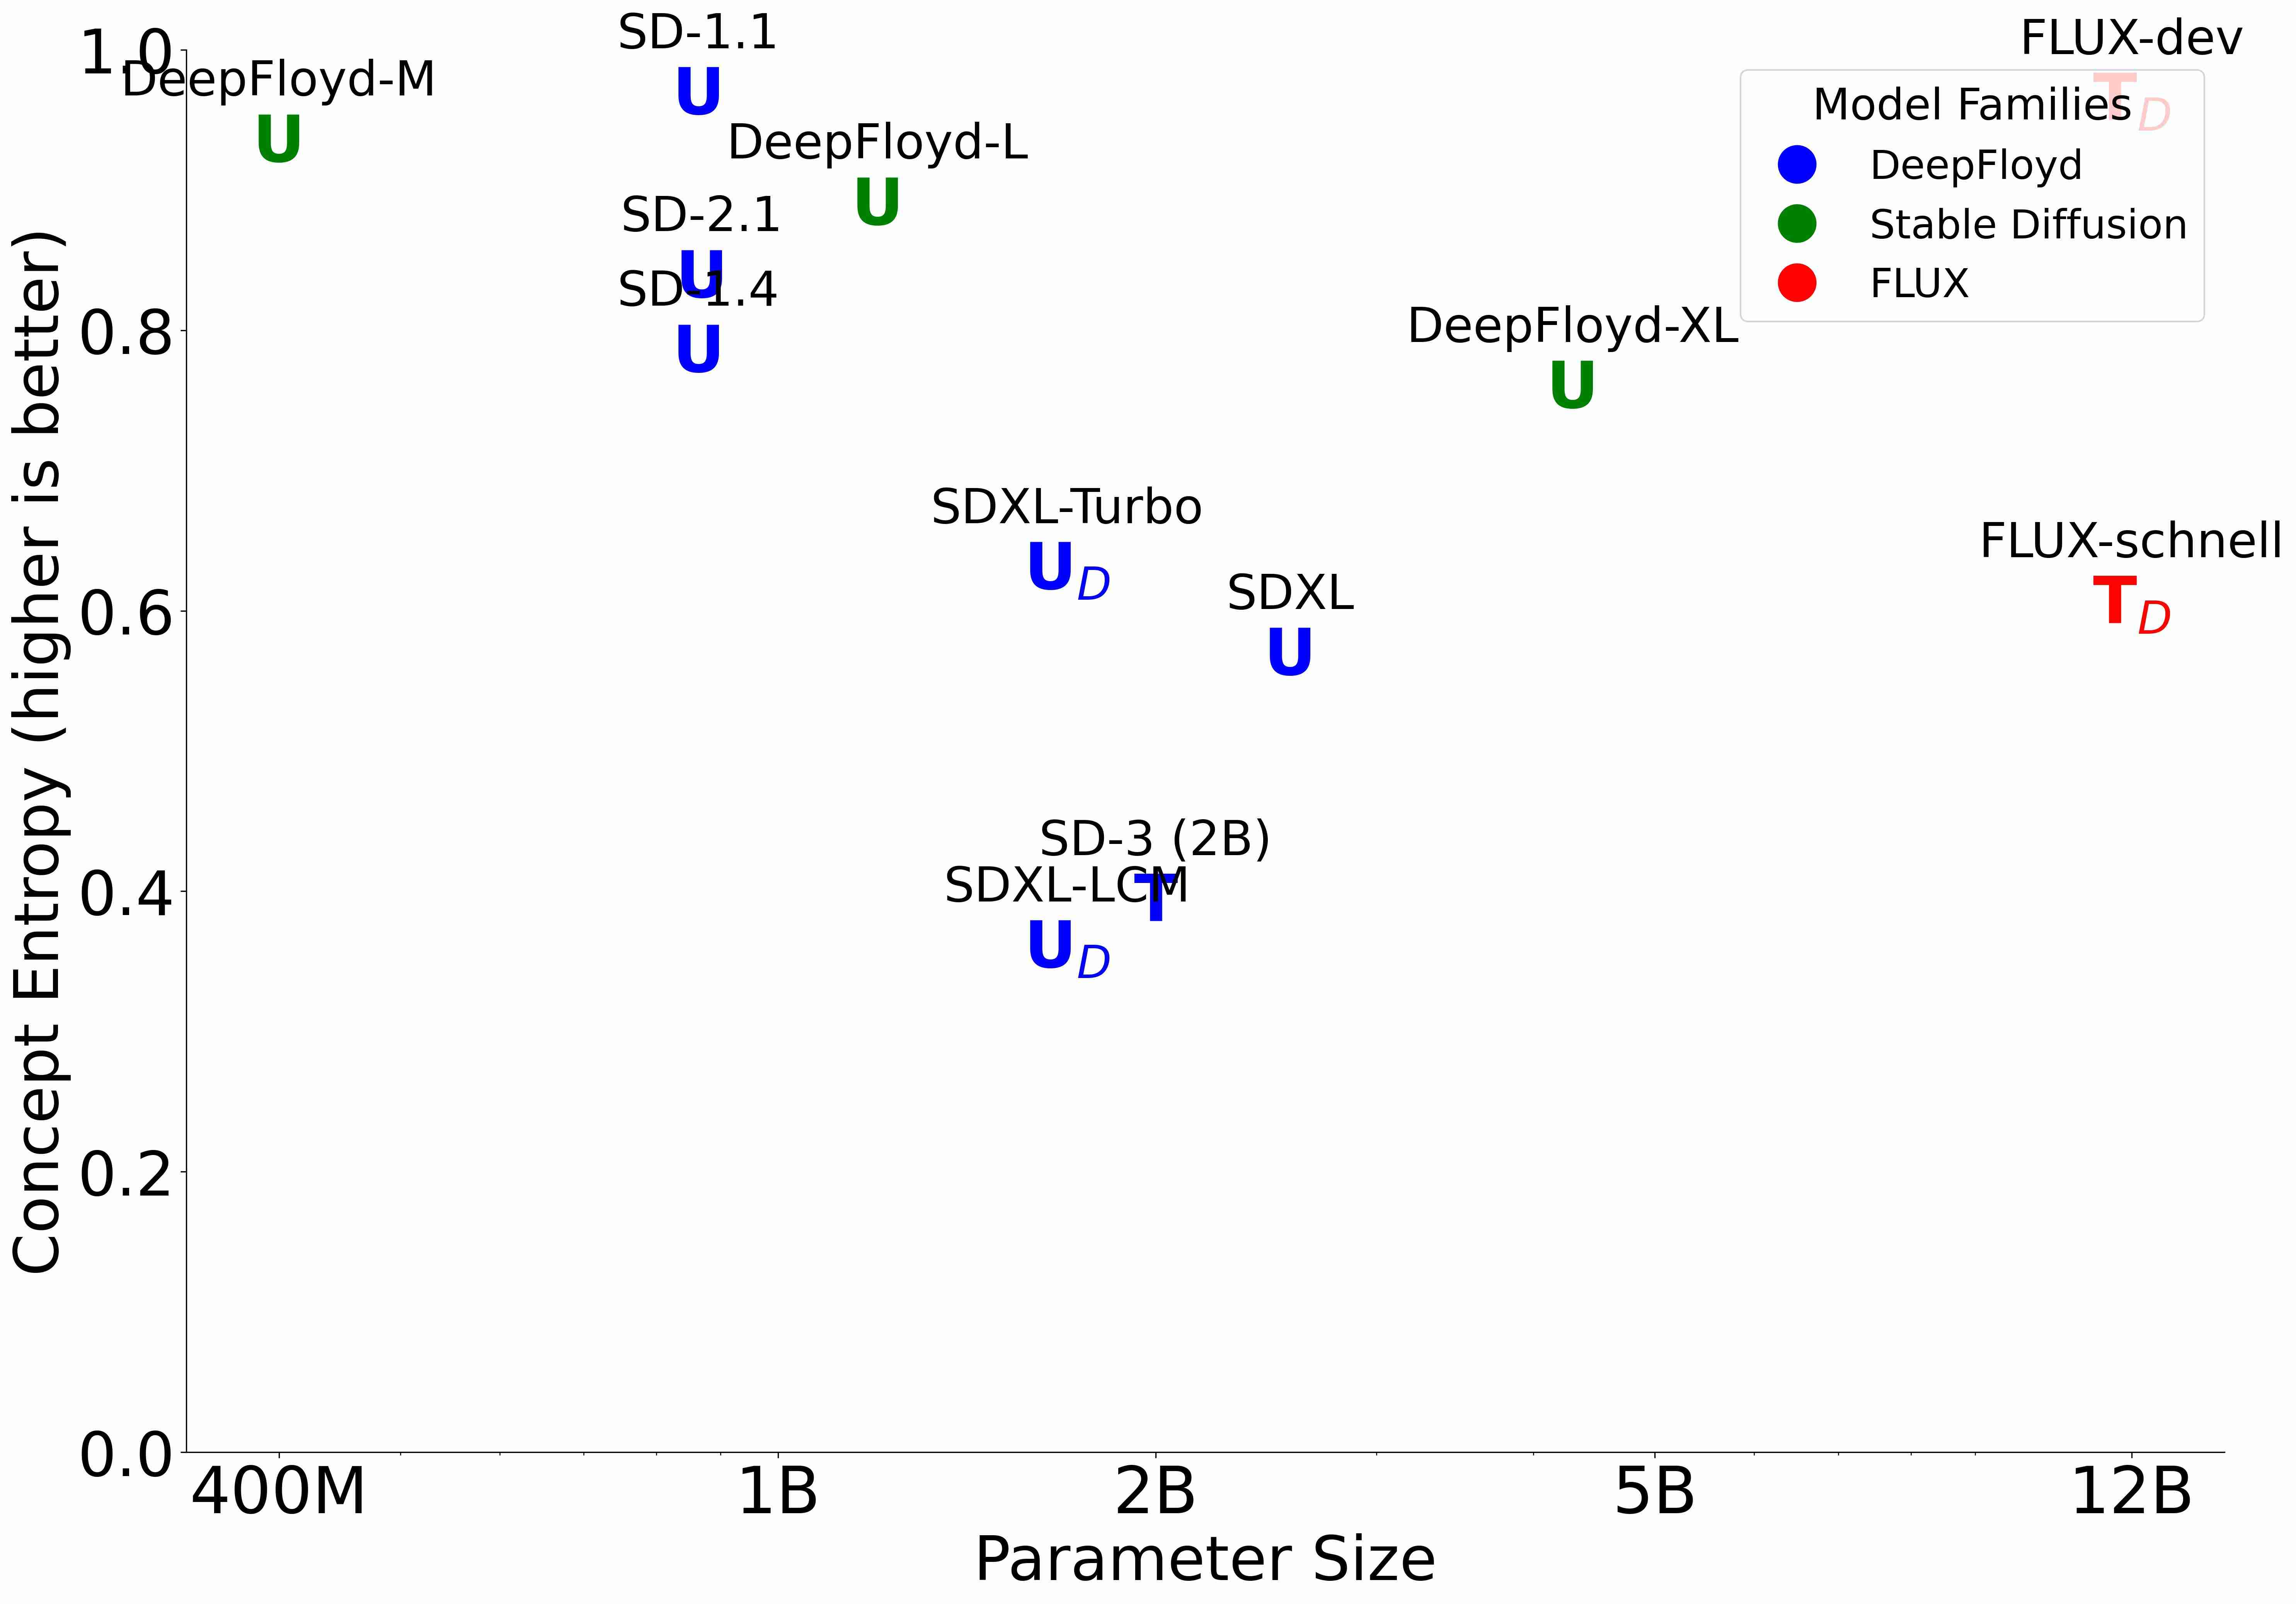 Concept Entropy (higher is better)
1.0
0.8
0.6
0.4
0.2
0.0
SD-1.1
U
FLUX-dev
T D
DeepFloyd-M
U
DeepFloyd-L
U
SD-2.1
U
SD-1.4
U
Model Families
DeepFloyd
Stable Diffusion
FLUX
DeepFloyd-XL
U
SDXL-Turbo
U D
FLUX-schnell
T D
SDXL
U
SD-3 (2B)
T
SDXL-LCM
U D
400M
1B
2B
5B
12B
Parameter Size